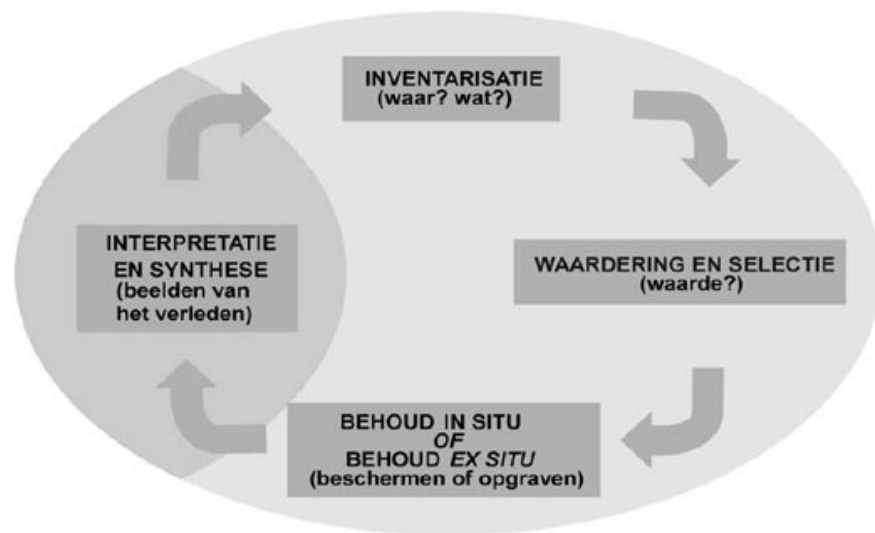 INVENTARISATIE
(waar? wat?)
WAARDERING EN SELECTIE
(waarde?)
BEHOUD IN SITU
OF
BEHOUD EX SITU
(beschermen of opgraven)
INTERPRETATIE
EN SYNTHESE
(beelden van
het verleden)